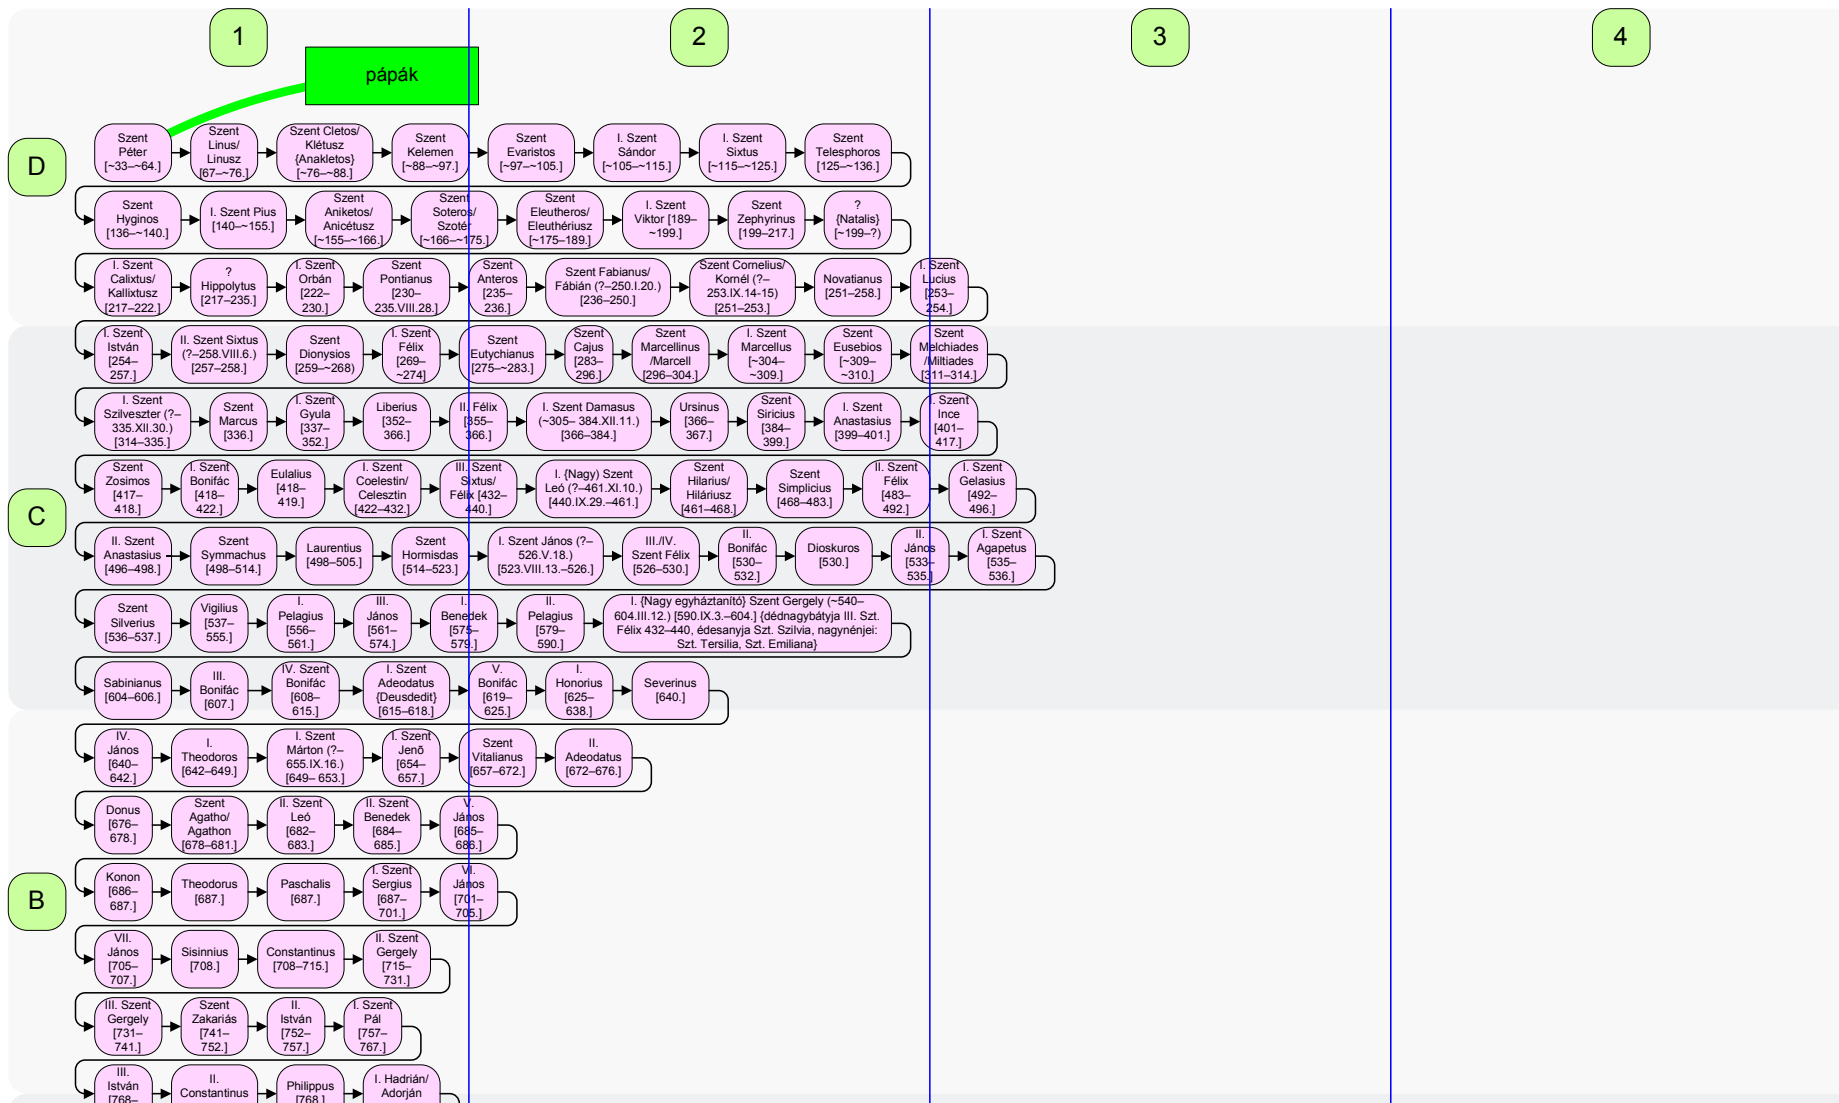 1
2
3
4
pápák
D
Szent
Péter
[~33–~64.]
Szent
Linus/
Linusz
[67–~76.]
Szent Cletos/
Klétusz
{Anakletos}
[~76–~88.]
Szent
Kelemen
[~88–~97.]
Szent
Evaristos
[~97–~105.]
I. Szent
Sándor
[~105–~115.]
I. Szent
Sixtus
[~115–~125.]
Szent
Telesphoros
[125–~136.]
Szent
Hyginos
[136–~140.]
I. Szent Pius
[140–~155.]
Szent
Aniketos/
Anicétusz
[~155–~166.]
Szent
Soteros/
Szotér
[~166–~175.]
Szent
Eleutheros/
Eleuthériusz
[~175–189.]
I. Szent
Viktor [189–
~199.]
Szent
Zephyrinus
[199–217.]
?
{Natalis}
[~199–?)
I. Szent
Calixtus/
Kallixtusz
[217–222.]
?
Hippolytus
[217–235.]
I. Szent
Orbán
[222–
230.]
Szent
Pontianus
[230–
235.VIII.28.]
Szent
Anteros
[235–
236.]
Szent Fabianus/
Fábián (?–250.I.20.)
[236–250.]
Szent Cornelius/
Kornél (?–
253.IX.14-15)
[251–253.]
Novatianus
[251–258.]
I. Szent
Lucius
[253–
254.]
C
I. Szent
István
[254–
257.]
II. Szent Sixtus
(?–258.VIII.6.)
[257–258.]
Szent
Dionysios
[259–~268)
I. Szent
Félix
[269–
~274]
Szent
Eutychianus
[275–~283.]
Szent
Cajus
[283–
296.]
Szent
Marcellinus
/Marcell
[296–304.]
I. Szent
Marcellus
[~304–
~309.]
Szent
Eusebios
[~309–
~310.]
Szent
Melchiades
/Miltiades
[311–314.]
I. Szent
Szilveszter (?–
335.XII.30.)
[314–335.]
Szent
Marcus
[336.]
I. Szent
Gyula
[337–
352.]
Liberius
[352–
366.]
II. Félix
[355–
366.]
I. Szent Damasus
(~305– 384.XII.11.)
[366–384.]
Ursinus
[366–
367.]
Szent
Siricius
[384–
399.]
I. Szent
Anastasius
[399–401.]
I. Szent
Ince
[401–
417.]
Szent
Zosimos
[417–
418.]
I. Szent
Bonifác
[418–
422.]
Eulalius
[418–
419.]
I. Szent
Coelestin/
Celesztin
[422–432.]
III. Szent
Sixtus/
Félix [432–
440.]
I. {Nagy) Szent
Leó (?–461.XI.10.)
[440.IX.29.–461.]
Szent
Hilarius/
Hiláriusz
[461–468.]
Szent
Simplicius
[468–483.]
II. Szent
Félix
[483–
492.]
I. Szent
Gelasius
[492–
496.]
II. Szent
Anastasius
[496–498.]
Szent
Symmachus
[498–514.]
Laurentius
[498–505.]
Szent
Hormisdas
[514–523.]
I. Szent János (?–
526.V.18.)
[523.VIII.13.–526.]
III./IV.
Szent Félix
[526–530.]
II.
Bonifác
[530–
532.]
Dioskuros
[530.]
II.
János
[533–
535.]
I. Szent
Agapetus
[535–
536.]
Szent
Silverius
[536–537.]
Vigilius
[537–
555.]
I.
Pelagius
[556–
561.]
III.
János
[561–
574.]
I.
Benedek
[575–
579.]
II.
Pelagius
[579–
590.]
I. {Nagy egyháztanító} Szent Gergely (~540–
604.III.12.) [590.IX.3.–604.] {dédnagybátyja III. Szt.
Félix 432–440, édesanyja Szt. Szilvia, nagynénjei:
Szt. Tersilia, Szt. Emiliana}
Sabinianus
[604–606.]
III.
Bonifác
[607.]
IV. Szent
Bonifác
[608–
615.]
I. Szent
Adeodatus
{Deusdedit}
[615–618.]
V.
Bonifác
[619–
625.]
I.
Honorius
[625–
638.]
Severinus
[640.]
B
IV.
János
[640–
642.]
I.
Theodoros
[642–649.]
I. Szent
Márton (?–
655.IX.16.)
[649– 653.]
I. Szent
Jenõ
[654–
657.]
Szent
Vitalianus
[657–672.]
II.
Adeodatus
[672–676.]
Donus
[676–
678.]
Szent
Agatho/
Agathon
[678–681.]
II. Szent
Leó
[682–
683.]
II. Szent
Benedek
[684–
685.]
V.
János
[685–
686.]
Konon
[686–
687.]
Theodorus
[687.]
Paschalis
[687.]
I. Szent
Sergius
[687–
701.]
VI.
János
[701–
705.]
VII.
János
[705–
707.]
Sisinnius
[708.]
Constantinus
[708–715.]
II. Szent
Gergely
[715–
731.]
III. Szent
Gergely
[731–
741.]
Szent
Zakariás
[741–
752.]
II.
István
[752–
757.]
I. Szent
Pál
[757–
767.]
III.
István
[768–
II.
Constantinus
Philippus
[768.]
I. Hadrián/
Adorján